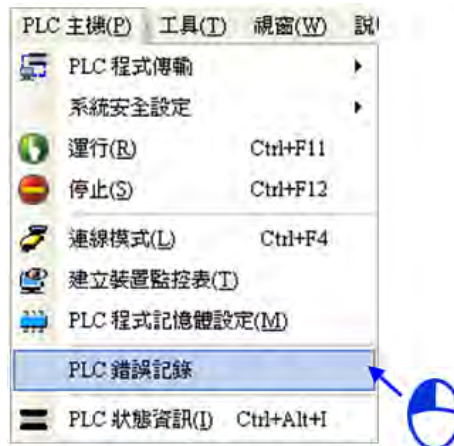 PLC 主機(P) 工具(T) 視窗(W) 說
PLC 程式傳輸
系統安全設定
運行(R) Ctrl+F11
停止(S) Ctrl+F12
連線模式(L) Ctrl+F4
建立裝置監控表(T)
PLC 程式記憶體設定(M)
PLC 錯誤記錄
PLC 狀態資訊(I) Ctrl+Alt+I